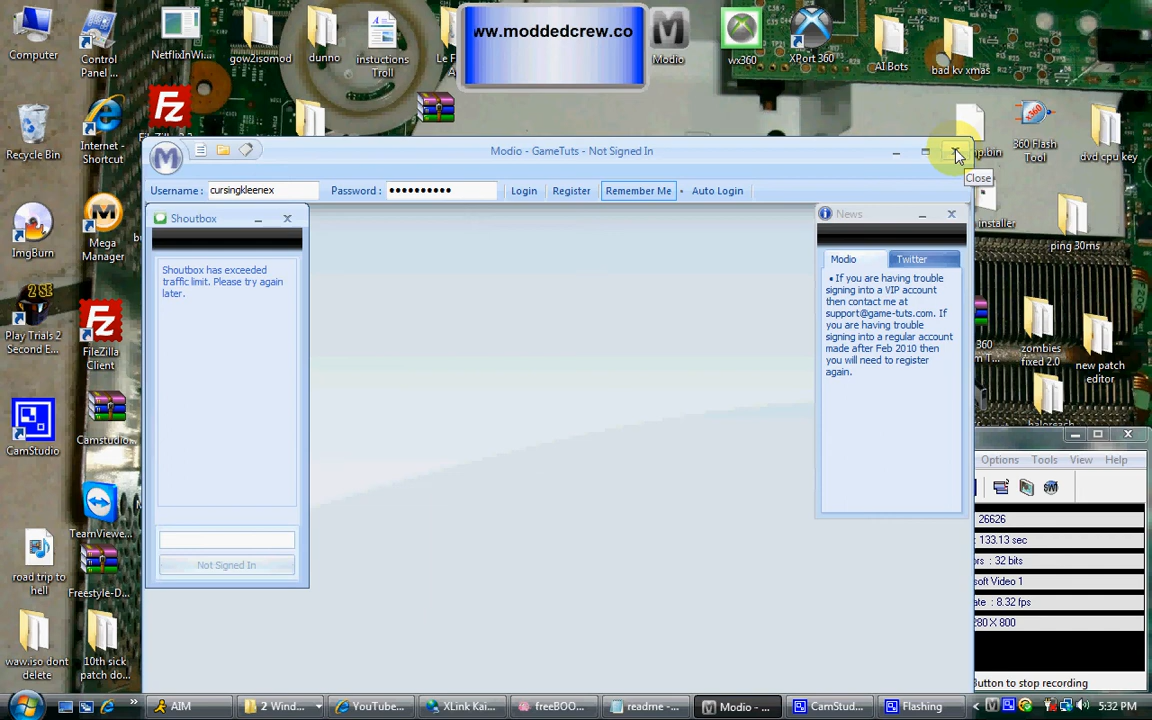 ww.moddedcrew.co
Computer
Control
Panel ...
NetflixInWi...
gow2isomod
dunno
instuctions
Troll
Le F
Modio
wx360
XPort 360
AI Bots
bad kv xmas
Recycle Bin
Internet -
Shortcut
360 Flash
Tool
dvd cpu key
Modio - GameTuts - Not Signed In
Close
Username :
cursingkleenex
Password :
●●●●●●●●●●
Login
Register
Remember Me
Auto Login
Shoutbox
Shoutbox has exceeded
traffic limit. Please try again
later.
Not Signed In
News
Modio
Twitter
• If you are having trouble
signing into a VIP account
then contact me at
support@game-tuts.com. If
you are having trouble
signing into a regular account
made after Feb 2010 then
you will need to register
again.
installer
ping 30ms
ImgBurn
Mega
Manager
Play Trials 2
Second E...
FileZilla
Client
360
zombies
fixed 2.0
new patch
editor
haloreach
CamStudio
Camstudio...
Options
Tools
View
Help
26626
: 133.13 sec
ors : 32 bits
soft Video 1
ate : 8.32 fps
280 X 800
Button to stop recording
TeamViewe...
road trip to
hell
Freestyle-D...
waw.iso dont
delete
10th sick
patch do...
AIM
2 Wind...
YouTube...
XLink Kai...
freeBOO...
readme -...
Modio - ...
CamStud...
Flashing
5:32 PM